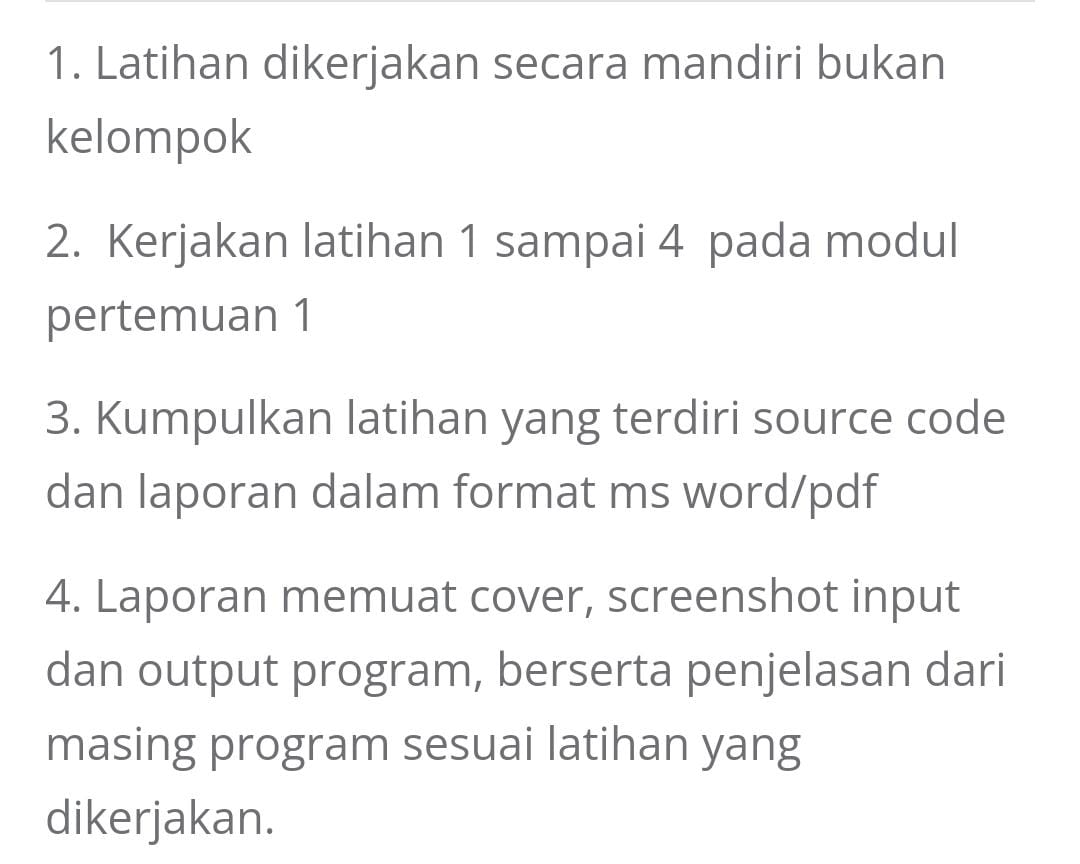 1. Latihan dikerjakan secara mandiri bukan
kelompok
2.  Kerjakan latihan 1 sampai 4  pada modul
pertemuan 1
3. Kumpulkan latihan yang terdiri source code
dan laporan dalam format ms word/pdf
4. Laporan memuat cover, screenshot input
dan output program, berserta penjelasan dari
masing program sesuai latihan yang
dikerjakan.